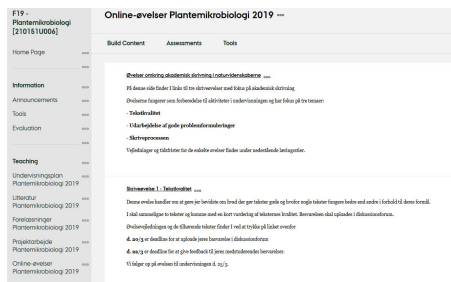 F19 -
Plantemikrobiologi
[210151U006]
Home Page
Information
Announcements
Tools
Evaluation
Teaching
Undervisningsplan
Plantemikrobiologi 2019
Litteratur
Plantemikrobiologi 2019
Forelæsninger
Plantemikrobiologi 2019
Projektarbejde
Plantemikrobiologi 2019
Online-øvelser
Plantemikrobiologi 2019
Online-øvelser Plantemikrobiologi 2019
Build Content Assessments Tools
Øvelser omkring akademisk skrivning i naturvidenskaberne
På denne side finder I links til tre skriveøvelser med fokus på akademisk skrivning
Øvelserne fungerer som forberedelse til aktiviteter i undervisningen og har fokus på tre temaer:
- Tekstkvalitet
- Udarbejdelse af gode problemformuleringer
- Skriveprocessen
Vejledninger og tidsfrister for de enkelte øvelser finder under nedenstående læringsstier.
Skriveøvelse 1 - Tekstkvalitet
Denne øvelse handler om at gøre jer bevidste om hvad der gør tekster gode og hvorfor nogle tekster fungere bedre end andre i forhold til deres formål.
I skal sammenligne to tekster og komme med en kort vurdering af teksternes kvalitet. Besvarelsen skal uploades i diskussionsforum.
Øvelsesvejledningen og de tilhørende tekster finder I ved at trykke på linket ovenfor
d. 20/3 er deadline for at uploade jeres besvarelse i diskussionsforum
d. 22/3 er deadline for at give feedback til jeres medstuderendes besvarelser.
Vi følger op på øvelsen til undervisningen d. 25/3.